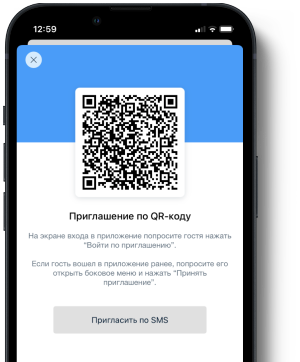 12:59
Приглашение по QR-коду
На экране входа в приложение попросите гостя нажать
"Войти по приглашению".
Если гость вошел в приложение ранее, попросите его
открыть боковое меню и нажать "Принять
приглашение".
Пригласить по SMS